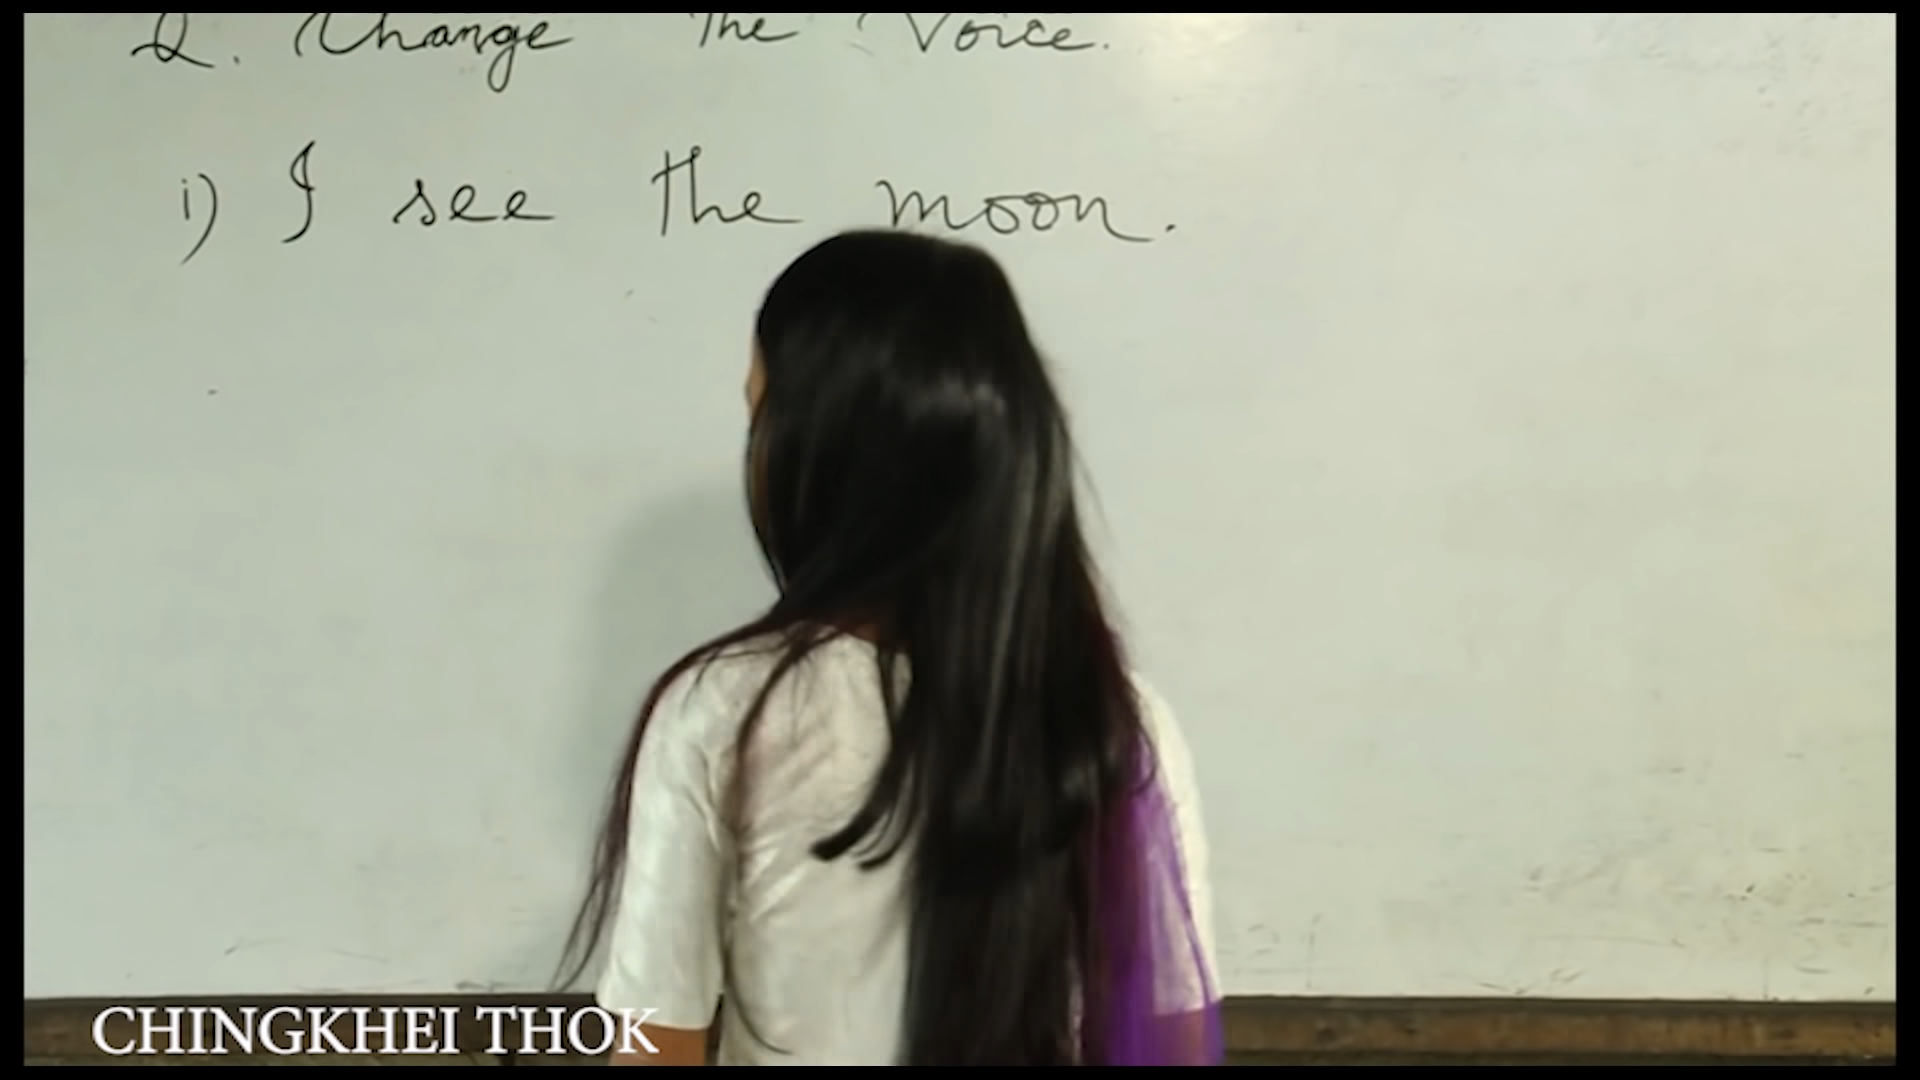 Q. Change The Voice.
i) I see the moon.
CHINGKHEI THOK